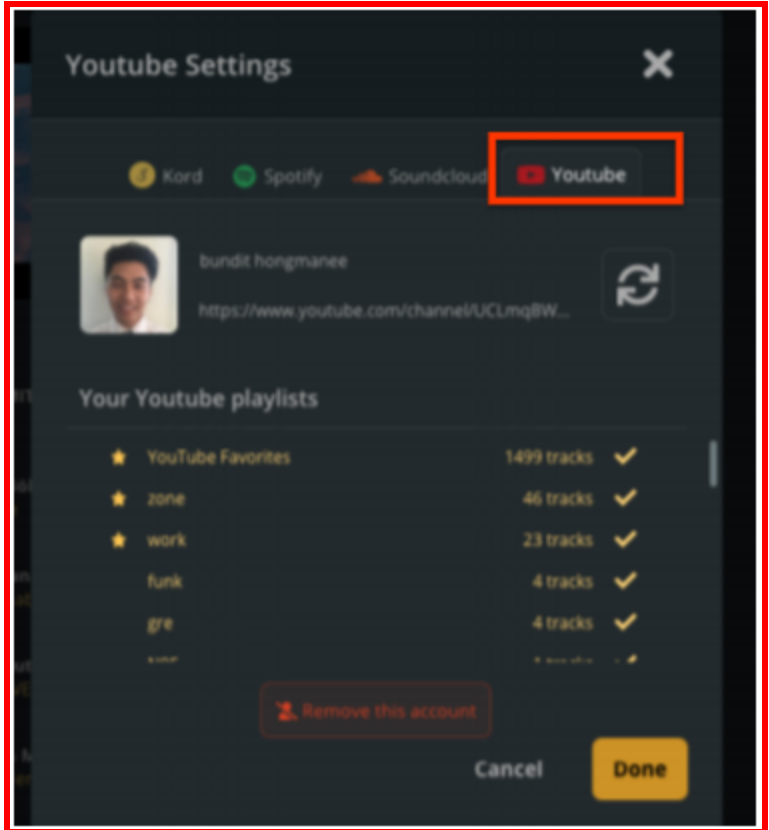 Youtube Settings
Kord Spotify Soundcloud Youtube
bundit hongmanee
https://www.youtube.com/channel/UCLmqBW...
Your Youtube playlists
YouTube Favorites 1499 tracks
zone 46 tracks
work 23 tracks
funk 4 tracks
gre 4 tracks
Remove this account
Cancel Done